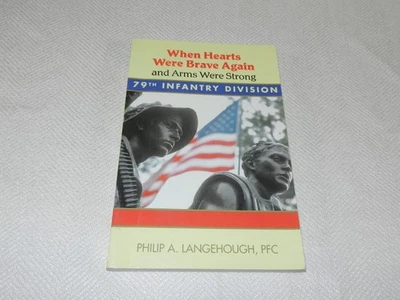 When Hearts
Were Brave Again
and Arms Were Strong
79TH INFANTRY DIVISION
PHILIP A. LANGEHOUGH, PFC